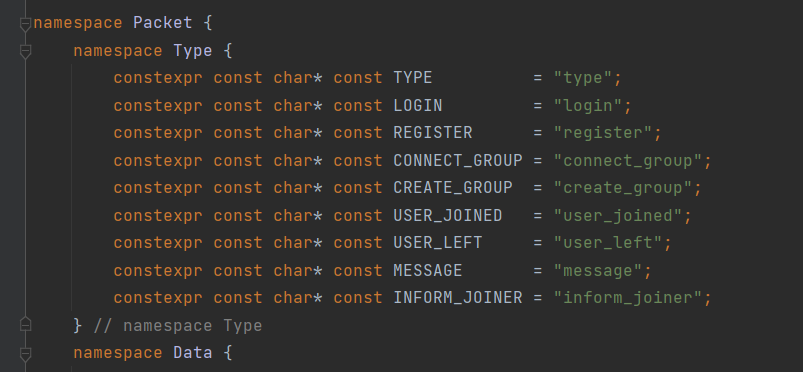 namespace Packet {
    namespace Type {
        constexpr const char* const TYPE          = "type";
        constexpr const char* const LOGIN         = "login";
        constexpr const char* const REGISTER      = "register";
        constexpr const char* const CONNECT_GROUP = "connect_group";
        constexpr const char* const CREATE_GROUP  = "create_group";
        constexpr const char* const USER_JOINED   = "user_joined";
        constexpr const char* const USER_LEFT     = "user_left";
        constexpr const char* const MESSAGE       = "message";
        constexpr const char* const INFORM_JOINER = "inform_joiner";
    } // namespace Type
    namespace Data {